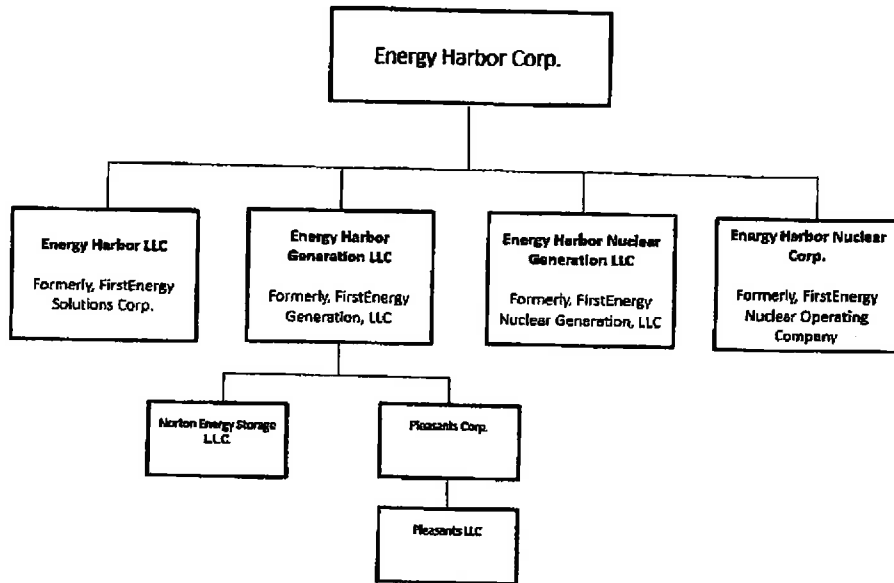 Energy Harbor Corp.
Energy Harbor LLC
Formerly, FirstEnergy
Solutions Corp.
Energy Harbor
Generation LLC
Formerly, FirstEnergy
Generation, LLC
Energy Harbor Nuclear
Generation LLC
Formerly, FirstEnergy
Nuclear Generation, LLC
Energy Harbor Nuclear
Corp.
Formerly, FirstEnergy
Nuclear Operating
Company
Norton Energy Storage
L.L.C.
Pleasants Corp.
Pleasants LLC